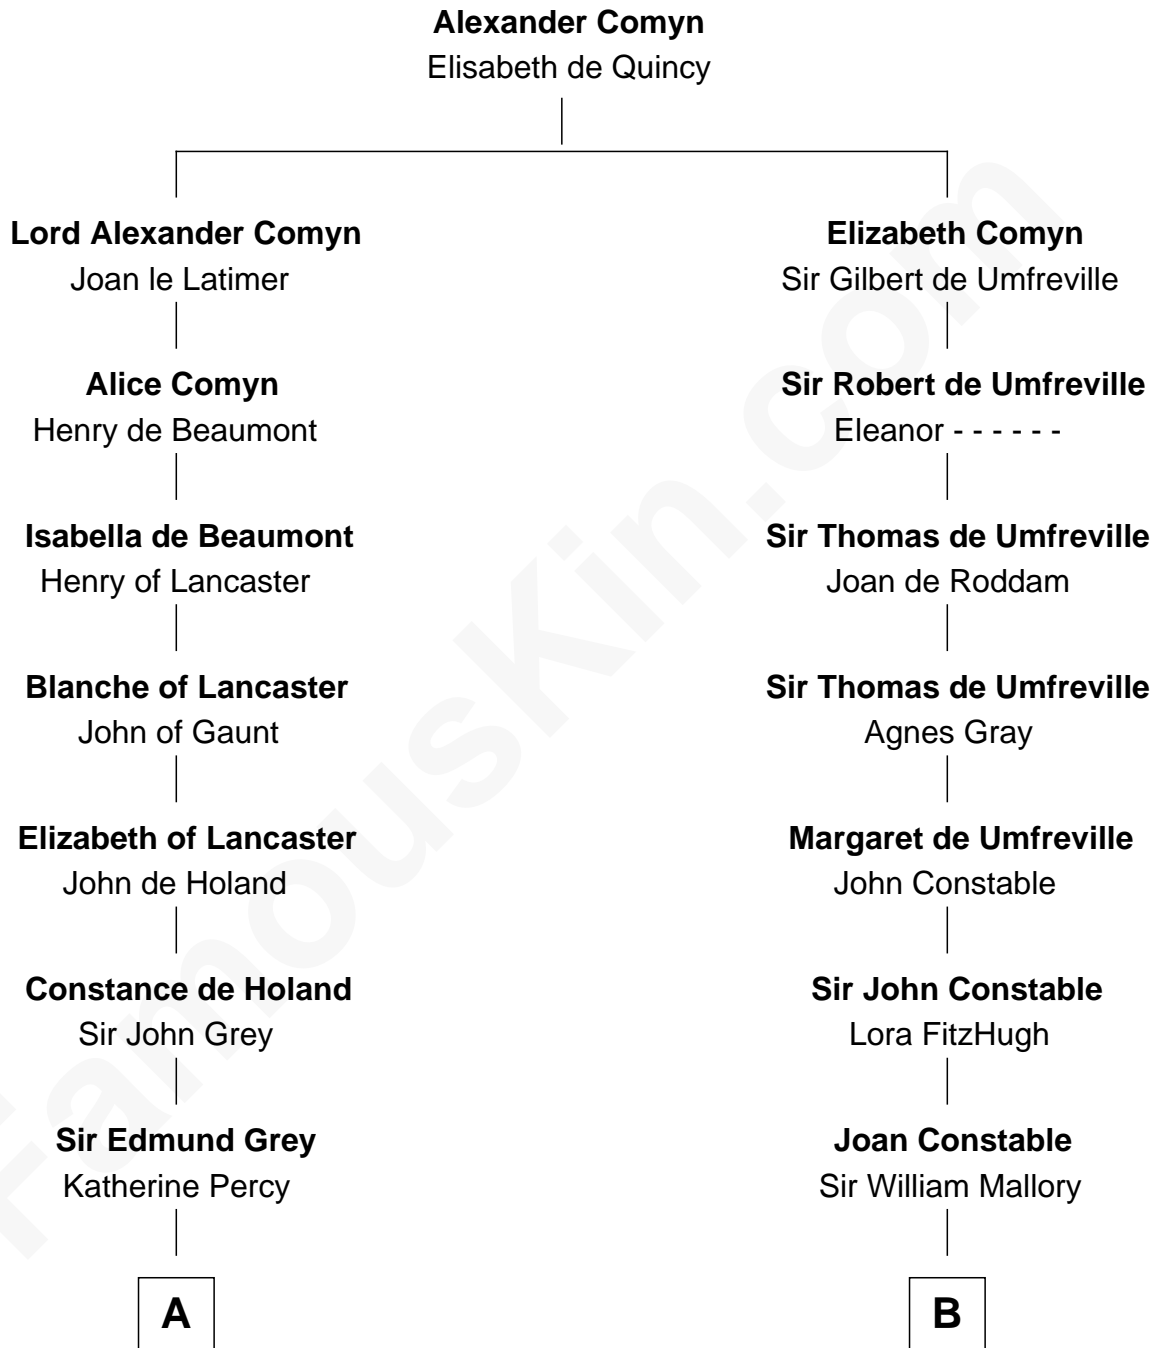 Alexander Comyn
Elisabeth de Quincy
Lord Alexander Comyn
Joan le Latimer
Elizabeth Comyn
Sir Gilbert de Umfreville
Alice Comyn
Henry de Beaumont
Sir Robert de Umfreville
Eleanor - - - - - -
Isabella de Beaumont
Henry of Lancaster
Sir Thomas de Umfreville
Joan de Roddam
Blanche of Lancaster
John of Gaunt
Sir Thomas de Umfreville
Agnes Gray
Elizabeth of Lancaster
John de Holand
Margaret de Umfreville
John Constable
Constance de Holand
Sir John Grey
Sir John Constable
Lora FitzHugh
Sir Edmund Grey
Katherine Percy
Joan Constable
Sir William Mallory
A
B
FamousKin.com